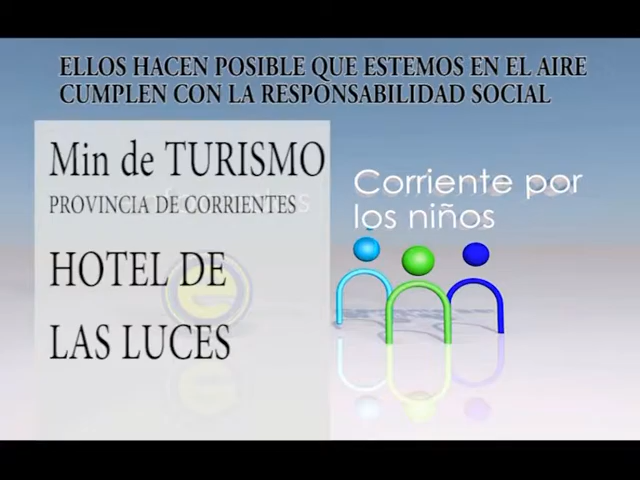 ELLOS HACEN POSIBLE QUE ESTEMOS EN EL AIRE
CUMPLEN CON LA RESPONSABILIDAD SOCIAL
Min de TURISMO
PROVINCIA DE CORRIENTES
HOTEL DE
LAS LUCES
Corriente por
los niños